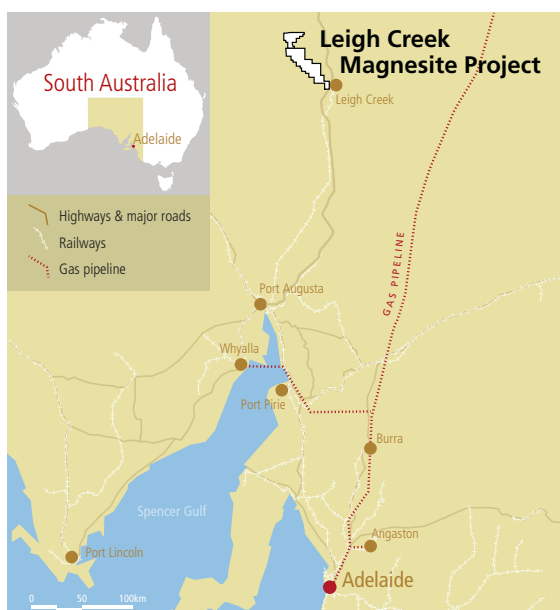 South Australia
Adelaide
Highways & major roads
Railways
Gas pipeline
Leigh Creek
Magnesite Project
Leigh Creek
GAS PIPELINE
Port Augusta
Whyalla
Port Pirie
Burra
Spencer Gulf
Angaston
Port Lincoln
Adelaide
0 50 100km